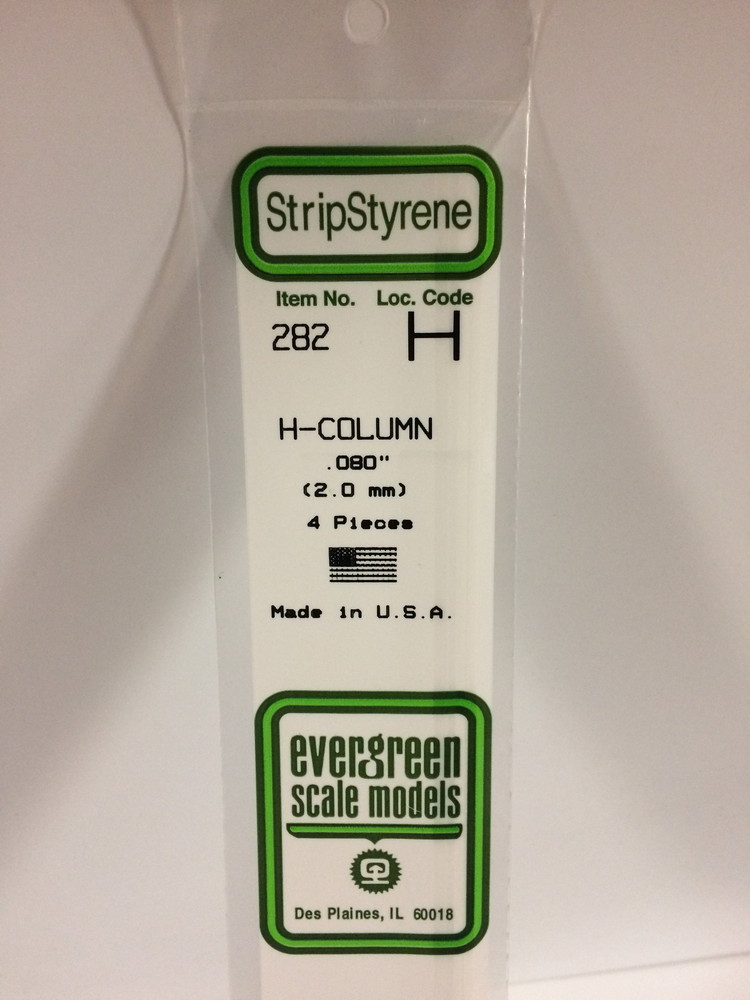 StripStyrene
Item No. Loc. Code
282 H
H-COLUMN
.080"
(2.0 mm)
4 Pieces
Made in U.S.A.
evergreen
scale models
Des Plaines, IL 60018